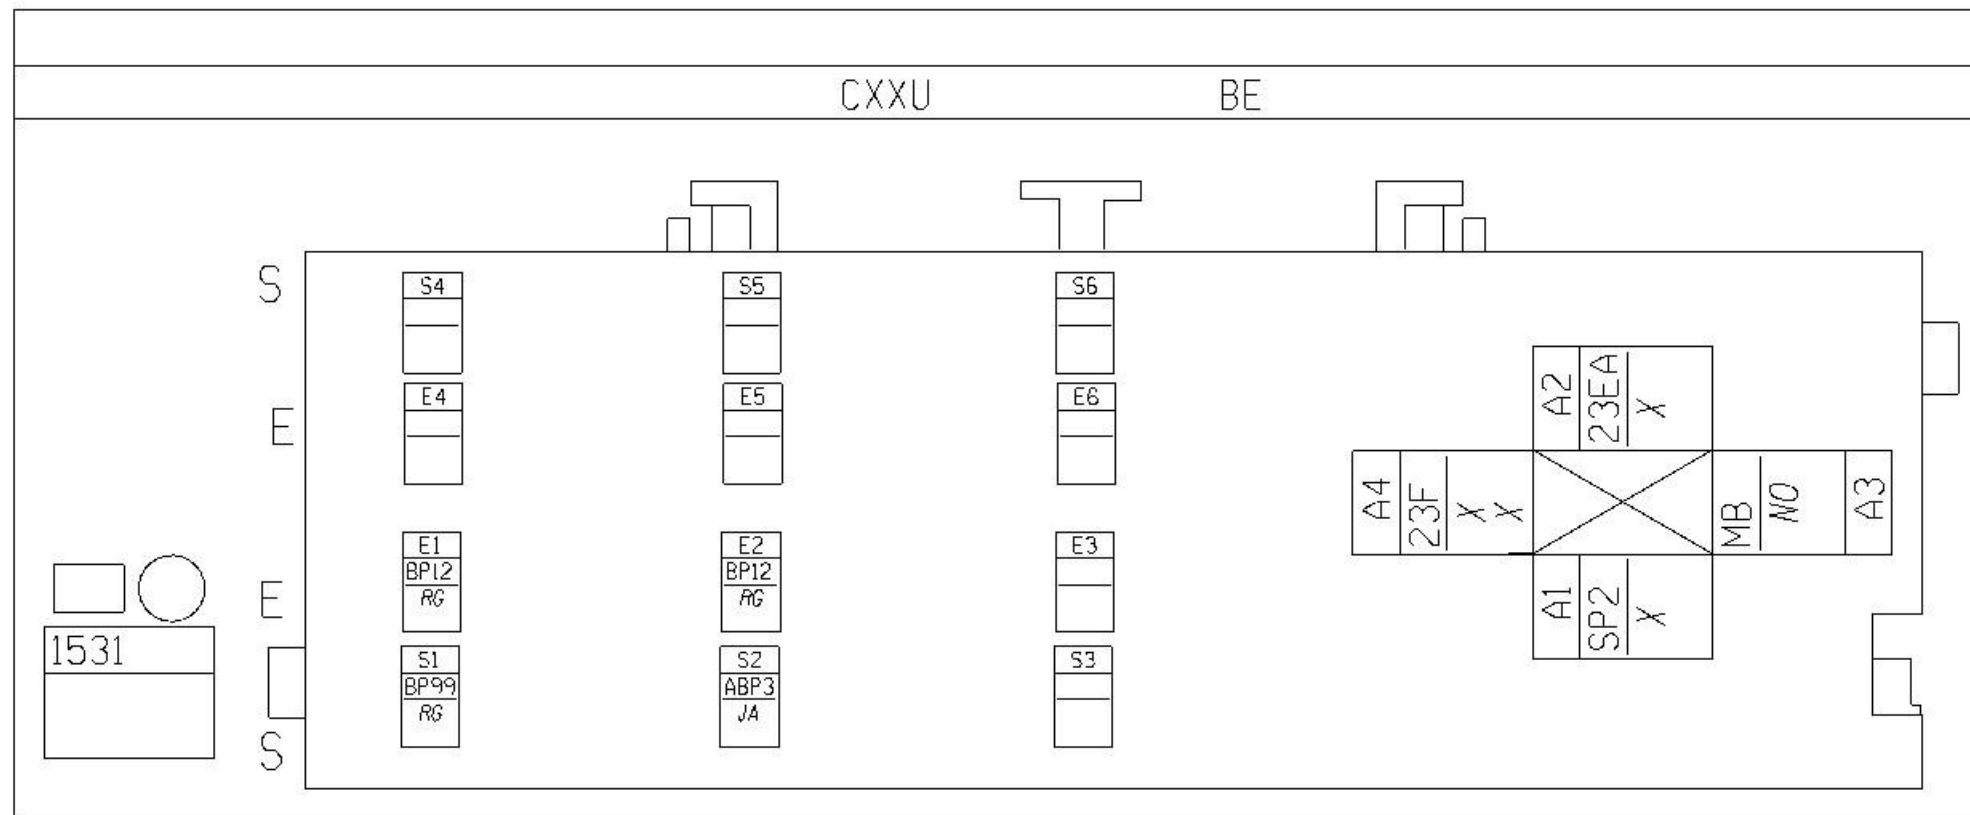 CXXU BE
S S4 S5 S6
E E4 E5 E6
A2 23EA X
A4 23F X X
MB NO A3
A1 SP2 X
E E1 E2 E3
BP12 BP12
RG RG
1531
S1 S2 S3
BP99 ABP3
RG JA
S